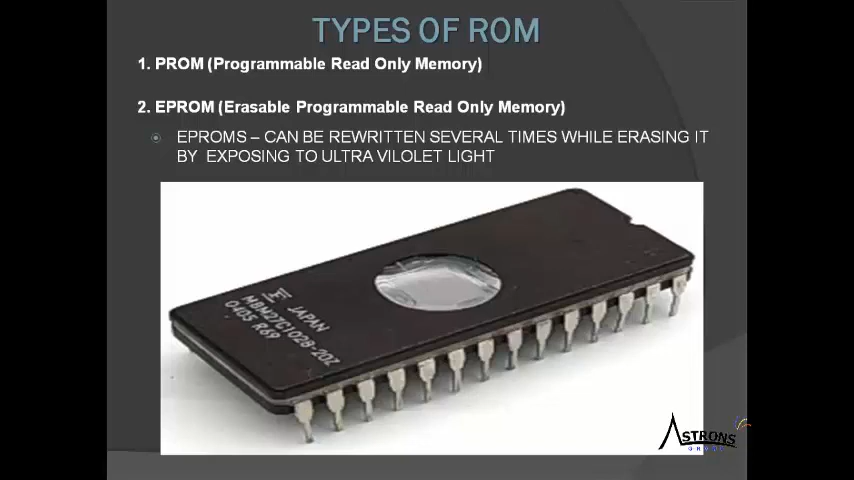 TYPES OF ROM
1. PROM (Programmable Read Only Memory)
2. EPROM (Erasable Programmable Read Only Memory)
EPROMS – CAN BE REWRITTEN SEVERAL TIMES WHILE ERASING IT
BY EXPOSING TO ULTRA VILOLET LIGHT
JAPAN
MBM27C1028-20Z
0405 R69
ASTRONS
GROUP